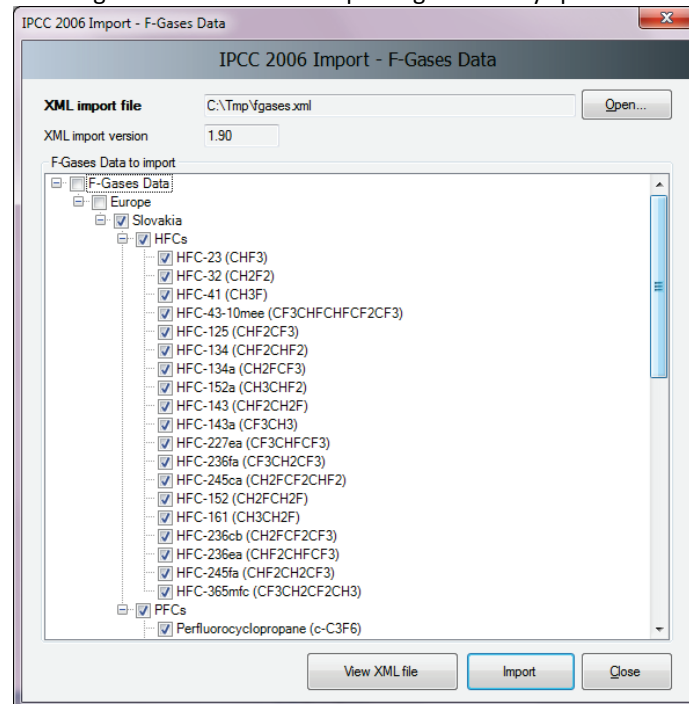 IPCC 2006 Import - F-Gases Data
IPCC 2006 Import - F-Gases Data
XML import file C:\Tmp\fgases.xml Open...
XML import version 1.90
F-Gases Data to import
F-Gases Data
Europe
Slovakia
HFCs
HFC-23 (CHF3)
HFC-32 (CH2F2)
HFC-41 (CH3F)
HFC-43-10mee (CF3CHFCHFCF2CF3)
HFC-125 (CHF2CF3)
HFC-134 (CHF2CHF2)
HFC-134a (CH2FCF3)
HFC-152a (CH3CHF2)
HFC-143 (CHF2CH2F)
HFC-143a (CF3CH3)
HFC-227ea (CF3CHFCF3)
HFC-236fa (CF3CH2CF3)
HFC-245ca (CH2FCF2CHF2)
HFC-152 (CH2FCH2F)
HFC-161 (CH3CH2F)
HFC-236cb (CH2FCF2CF3)
HFC-236ea (CHF2CHFCF3)
HFC-245fa (CHF2CH2CF3)
HFC-365mfc (CF3CH2CF2CH3)
PFCs
Perfluorocyclopropane (c-C3F6)
View XML file Import Close